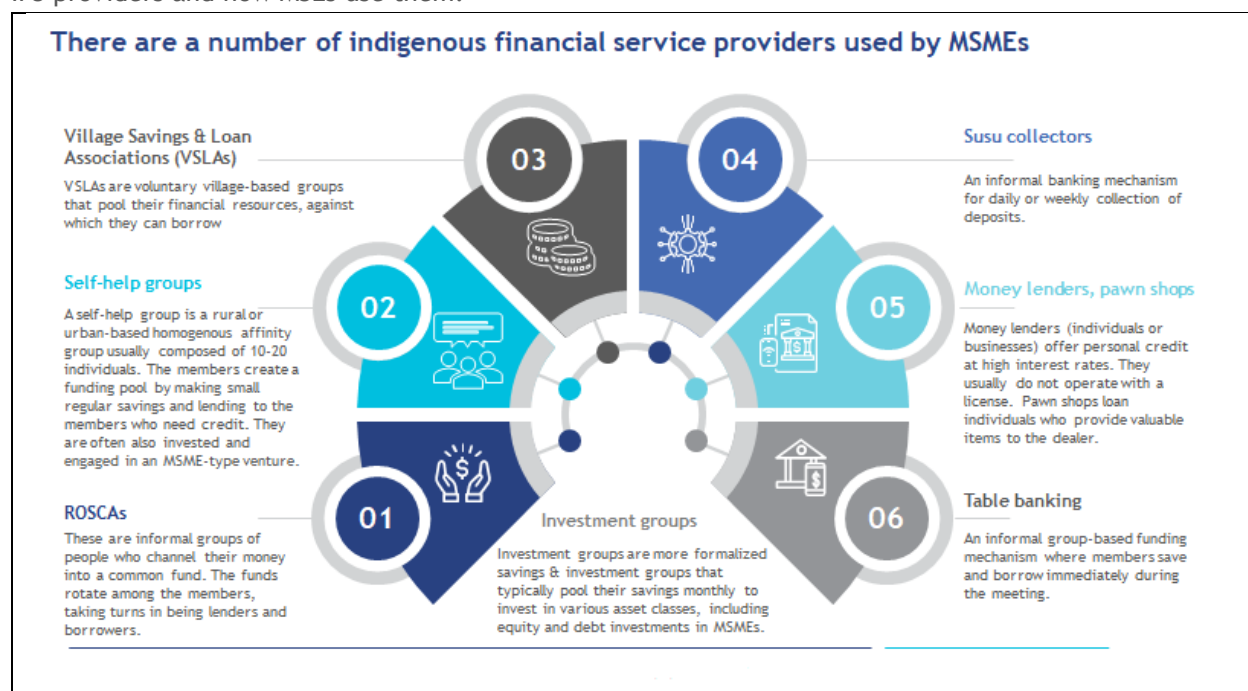 There are a number of indigenous financial service providers used by MSMEs
Village Savings & Loan
Associations (VSLAs)
VSLAs are voluntary village-based groups
that pool their financial resources, against
which they can borrow
Self-help groups
A self-help group is a rural or
urban-based homogenous affinity
group usually composed of 10-20
individuals. The members create a
funding pool by making small
regular savings and lending to the
members who need credit. They
are often also invested and
engaged in an MSME-type venture.
ROSCAs
These are informal groups of
people who channel their money
into a common fund. The funds
rotate among the members,
taking turns in being lenders and
borrowers.
01
02
03
04
05
06
Investment groups
Investment groups are more formalized
savings & investment groups that
typically pool their savings monthly to
invest in various asset classes, including
equity and debt investments in MSMEs.
Susu collectors
An informal banking mechanism
for daily or weekly collection of
deposits.
Money lenders, pawn shops
Money lenders (individuals or
businesses) offer personal credit
at high interest rates. They
usually do not operate with a
license. Pawn shops loan
individuals who provide valuable
items to the dealer.
Table banking
An informal group-based funding
mechanism where members save
and borrow immediately during
the meeting.